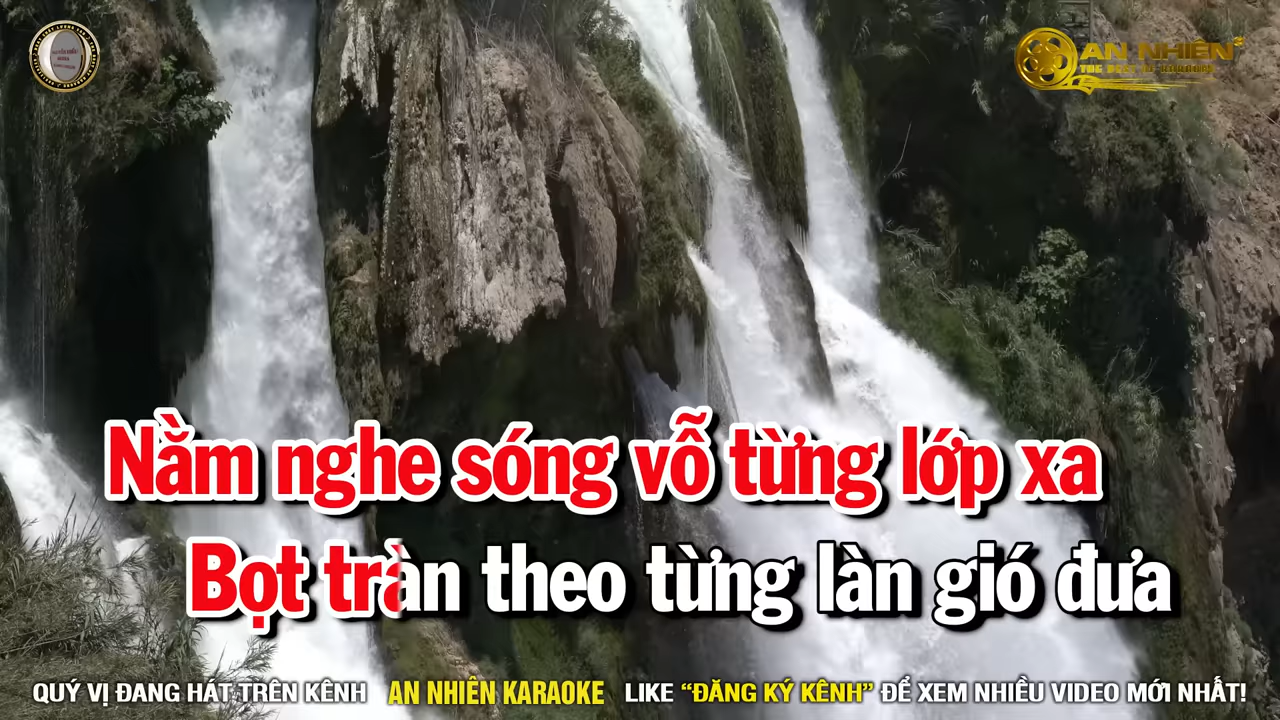 AN NHIÊN
Nằm nghe sóng vỗ từng lớp xa
Bọt tràn theo từng làn gió đưa
QUÝ VỊ ĐANG HÁT TRÊN KÊNH AN NHIÊN KARAOKE LIKE “ĐĂNG KÝ KÊNH” ĐỂ XEM NHIỀU VIDEO MỚI NHẤT!